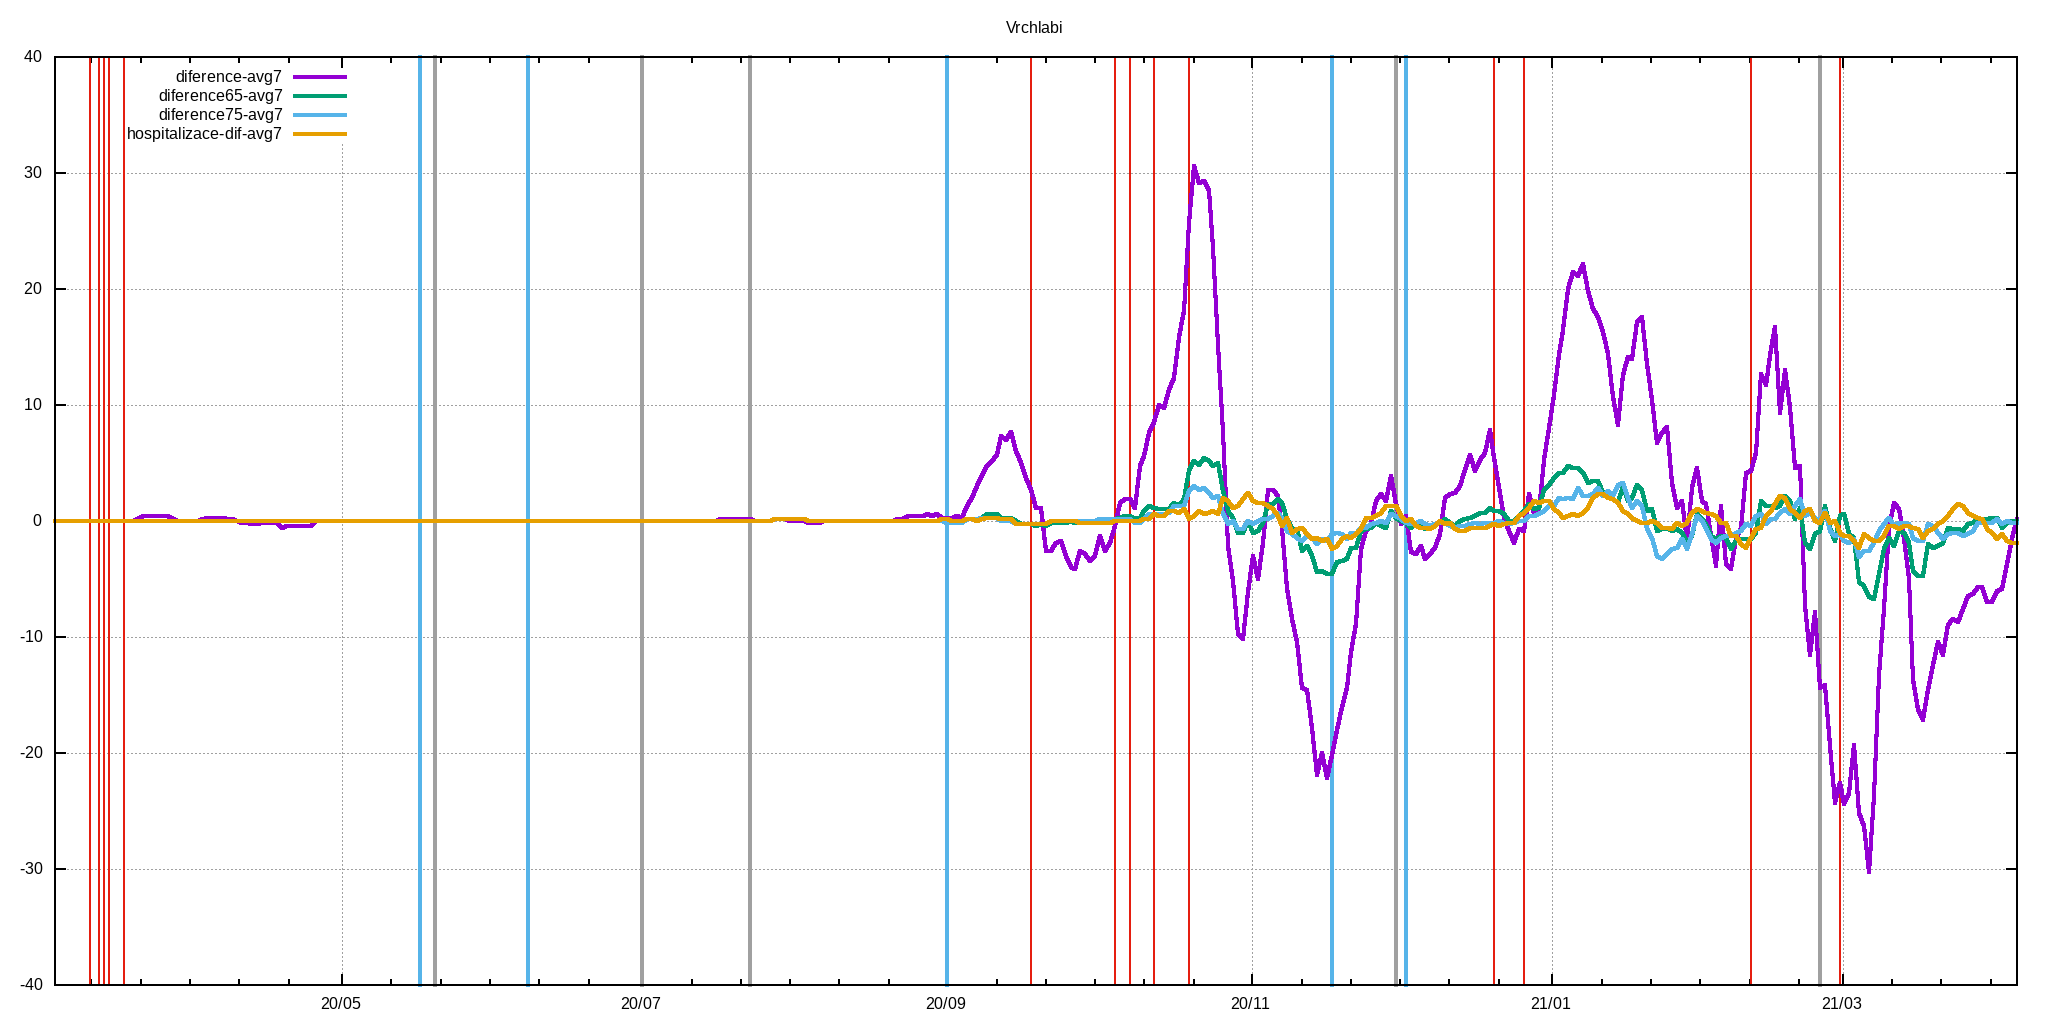 Vrchlabi
diference-avg7
diference65-avg7
diference75-avg7
hospitalizace-dif-avg7
40
30
20
10
0
-10
-20
-30
-40
20/05 20/07 20/09 20/11 21/01 21/03